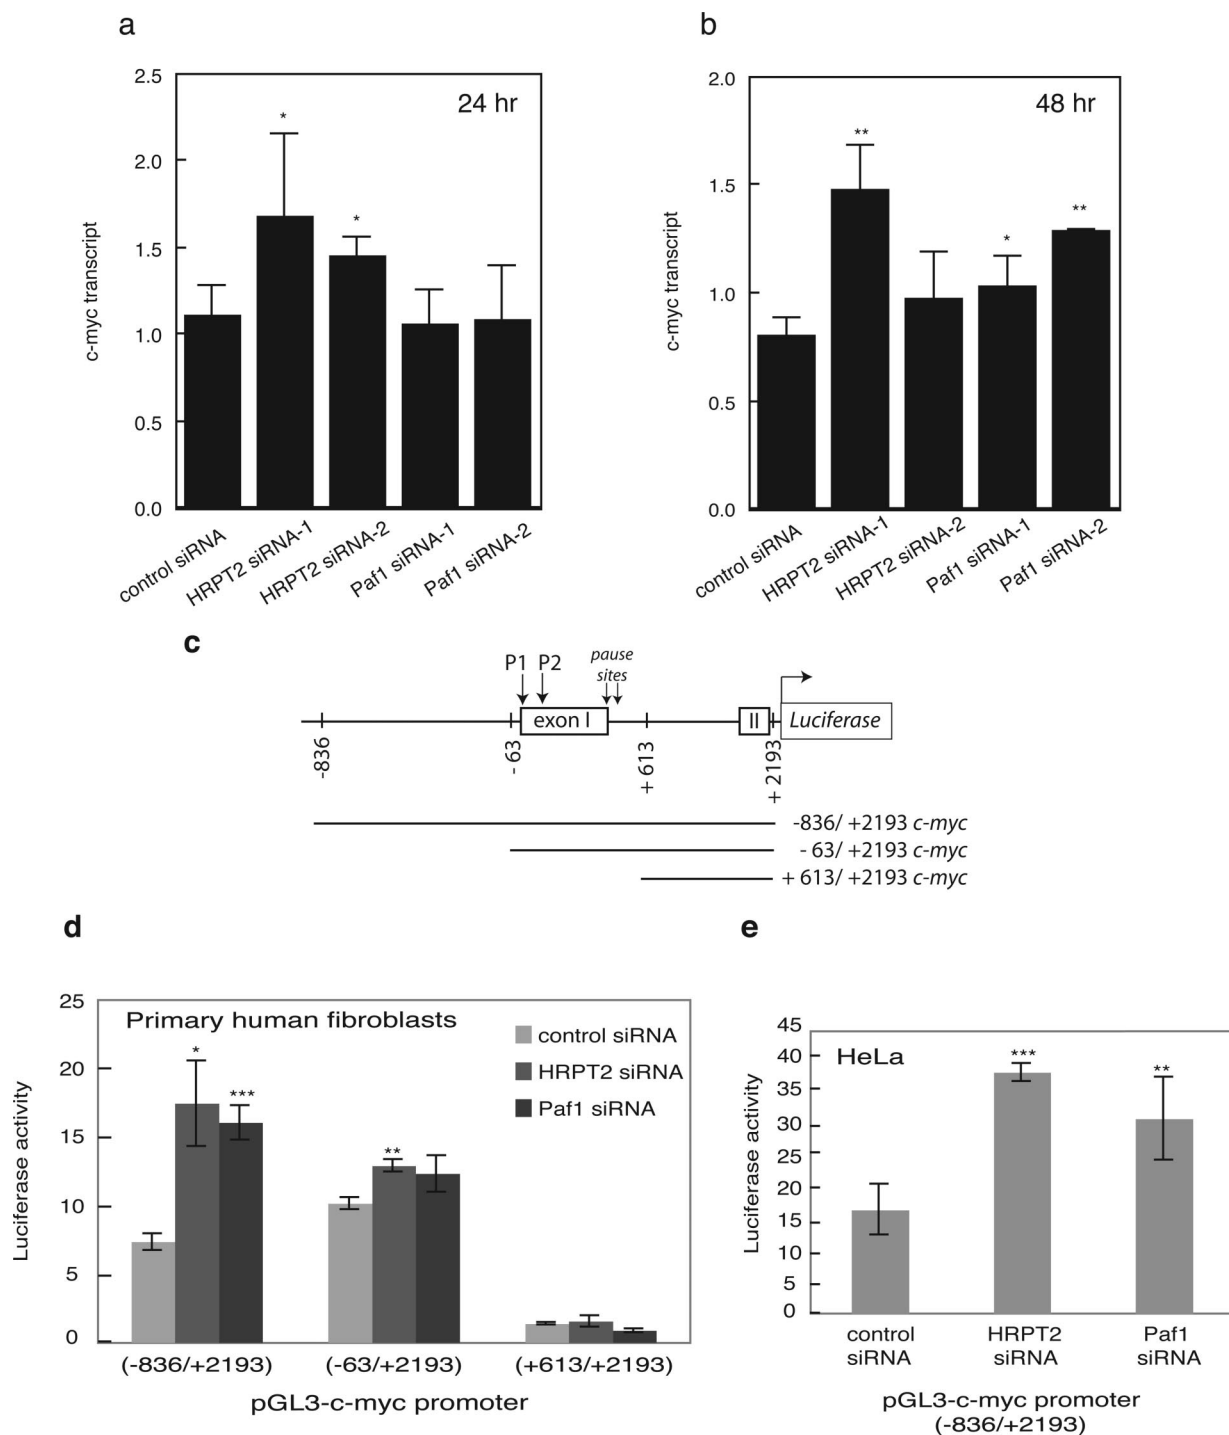 a
24 hr
c-myc transcript
2.5
2.0
1.5
1.0
0.5
0.0
*
*
control siRNA
HRPT2 siRNA-1
HRPT2 siRNA-2
Paf1 siRNA-1
Paf1 siRNA-2
b
48 hr
c-myc transcript
2.0
1.5
1.0
0.5
0.0
**
*
**
control siRNA
HRPT2 siRNA-1
HRPT2 siRNA-2
Paf1 siRNA-1
Paf1 siRNA-2
c
P1
P2
pause
sites
exon I
II
Luciferase
-836
- 63
+ 613
+ 2193
-836/ +2193 c-myc
- 63/ +2193 c-myc
+ 613/ +2193 c-myc
d
Primary human fibroblasts
control siRNA
HRPT2 siRNA
Paf1 siRNA
Luciferase activity
25
20
15
10
5
0
*
***
**
(-836/+2193)
(-63/+2193)
(+613/+2193)
pGL3-c-myc promoter
e
HeLa
Luciferase activity
45
40
35
30
25
20
15
10
5
0
***
**
control
siRNA
HRPT2
siRNA
Paf1
siRNA
pGL3-c-myc promoter
(-836/+2193)